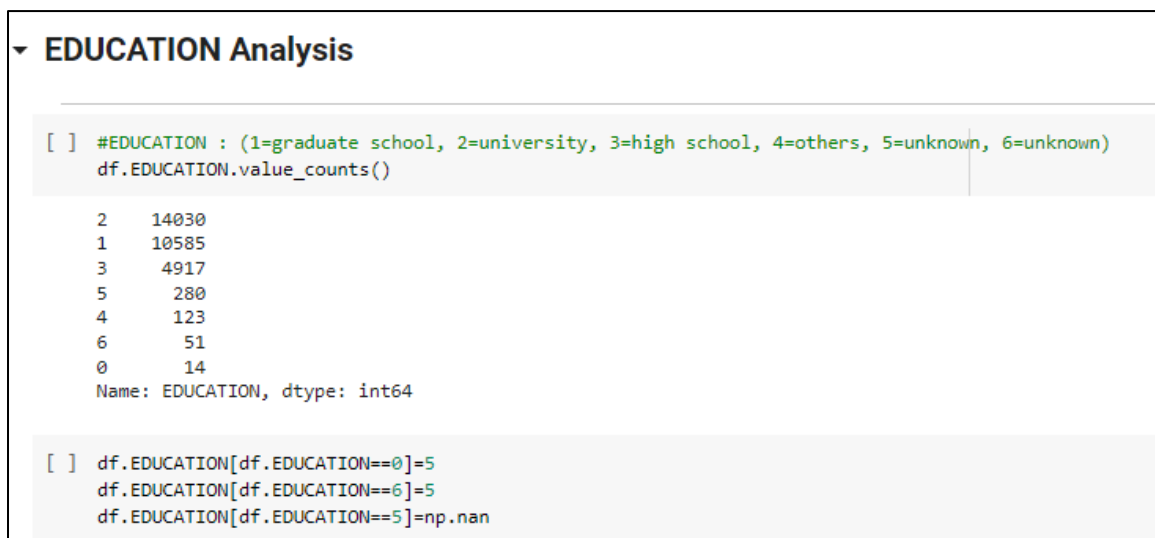 EDUCATION Analysis
[ ] #EDUCATION : (1=graduate school, 2=university, 3=high school, 4=others, 5=unknown, 6=unknown)
df.EDUCATION.value_counts()
2 14030
1 10585
3 4917
5 280
4 123
6 51
0 14
Name: EDUCATION, dtype: int64
[ ] df.EDUCATION[df.EDUCATION==0]=5
df.EDUCATION[df.EDUCATION==6]=5
df.EDUCATION[df.EDUCATION==5]=np.nan